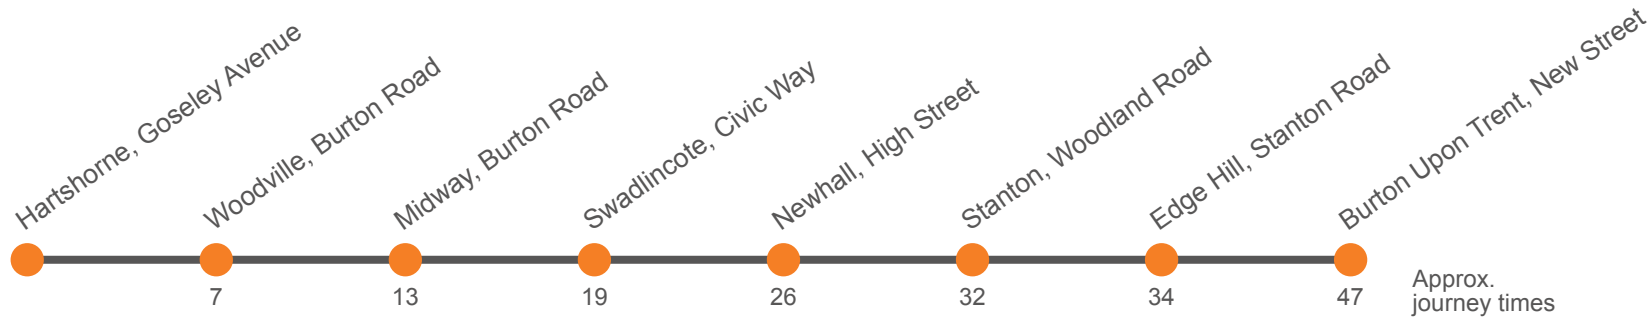 Hartshorne, Goseley Avenue
Woodville, Burton Road
Midway, Burton Road
Swadlincote, Civic Way
Newhall, High Street
Stanton, Woodland Road
Edge Hill, Stanton Road
Burton Upon Trent, New Street
7
13
19
26
32
34
47
Approx.
journey times